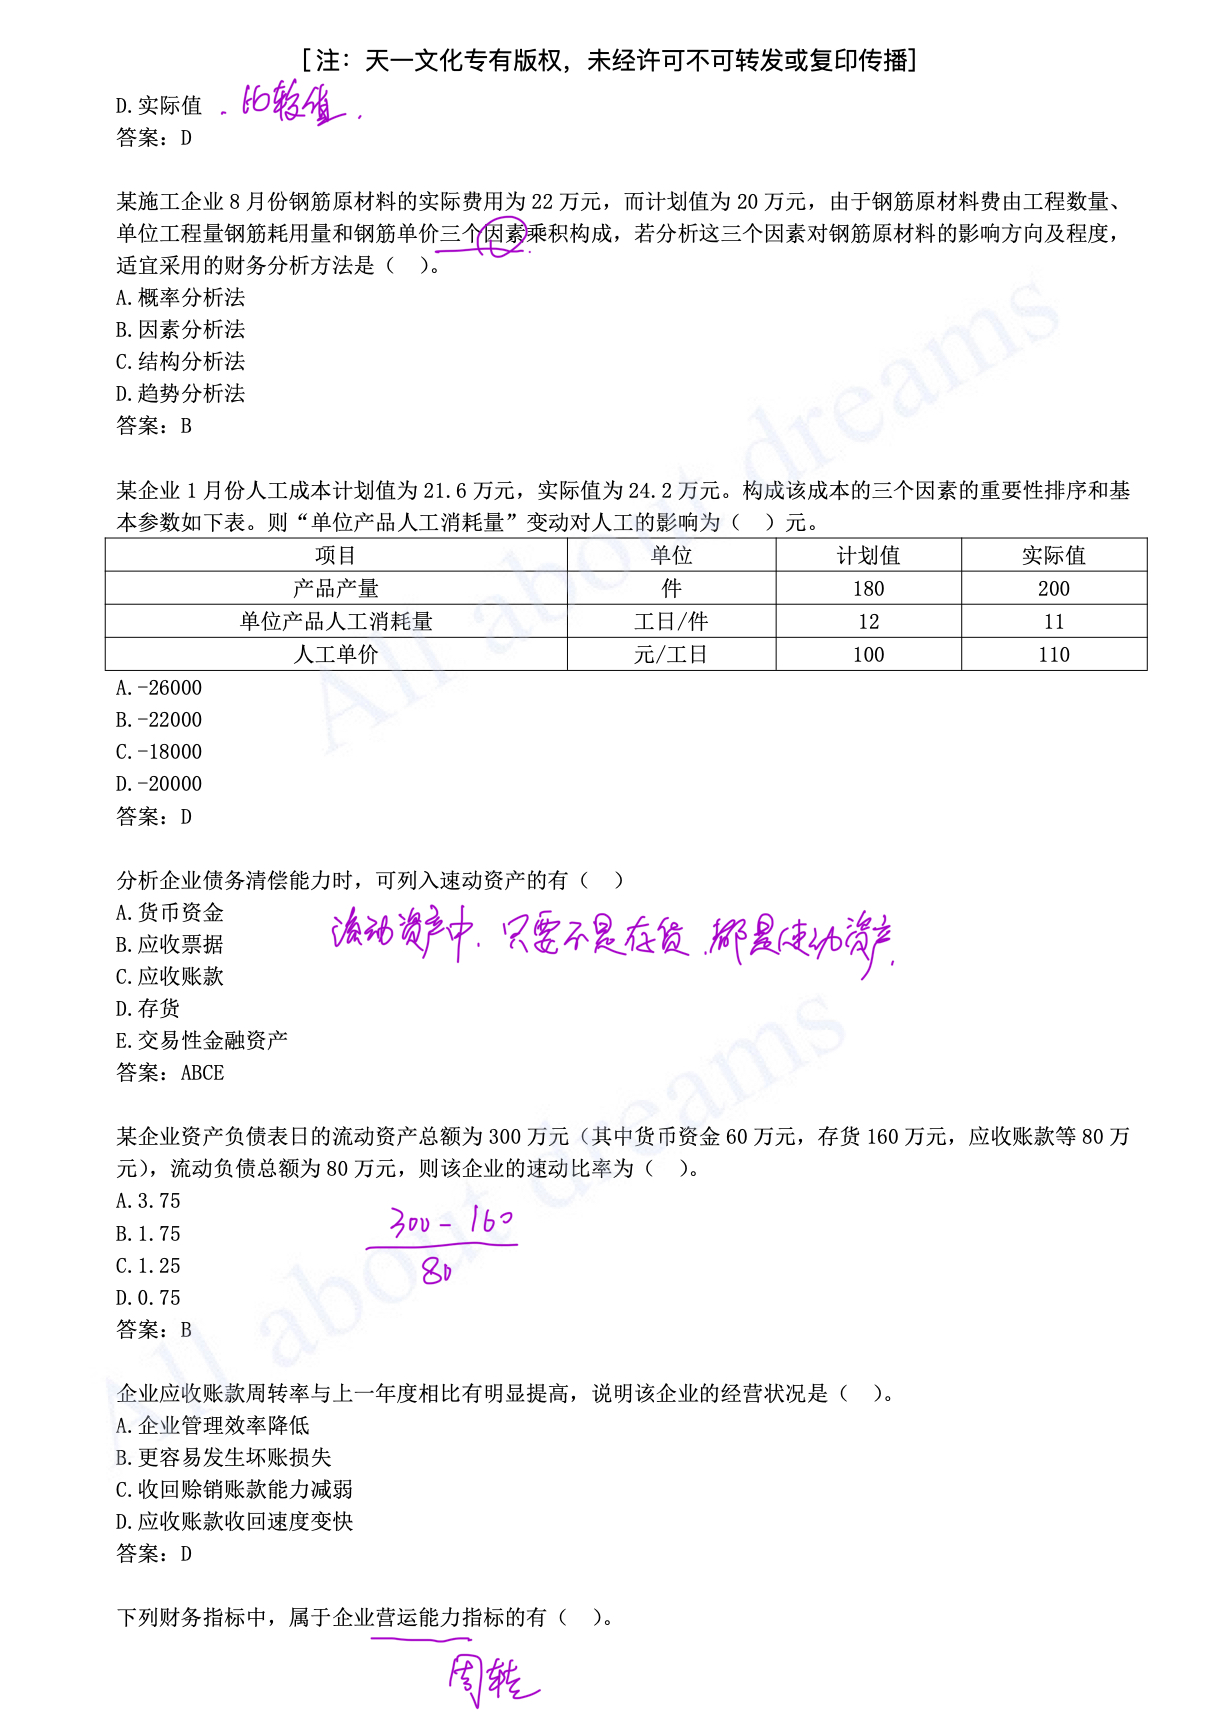 [注：天一文化专有版权，未经许可不可转发或复印传播]
D.实际值 . 比较值.
答案：D
某施工企业 8 月份钢筋原材料的实际费用为 22 万元，而计划值为 20 万元，由于钢筋原材料费由工程数量、
单位工程量钢筋耗用量和钢筋单价三个因素乘积构成，若分析这三个因素对钢筋原材料的影响方向及程度，
适宜采用的财务分析方法是（ ）。
A.概率分析法
B.因素分析法
C.结构分析法
D.趋势分析法
答案：B
某企业 1 月份人工成本计划值为 21.6 万元，实际值为 24.2 万元。构成该成本的三个因素的重要性排序和基
本参数如下表。则“单位产品人工消耗量”变动对人工的影响为（ ）元。
项目 单位 计划值 实际值
产品产量 件 180 200
单位产品人工消耗量 工日/件 12 11
人工单价 元/工日 100 110
A.-26000
B.-22000
C.-18000
D.-20000
答案：D
分析企业债务清偿能力时，可列入速动资产的有（ ）
A.货币资金
流动资产中. 只要不是存货.都是速动资产.
B.应收票据
C.应收账款
D.存货
E.交易性金融资产
答案：ABCE
某企业资产负债表日的流动资产总额为 300 万元（其中货币资金 60 万元，存货 160 万元，应收账款等 80 万
元），流动负债总额为 80 万元，则该企业的速动比率为（ ）。
A.3.75
300 - 160
B.1.75
80
C.1.25
D.0.75
答案：B
企业应收账款周转率与上一年度相比有明显提高，说明该企业的经营状况是（ ）。
A.企业管理效率降低
B.更容易发生坏账损失
C.收回赊销账款能力减弱
D.应收账款收回速度变快
答案：D
下列财务指标中，属于企业营运能力指标的有（ ）。
周转
All about dreams
All about dreams